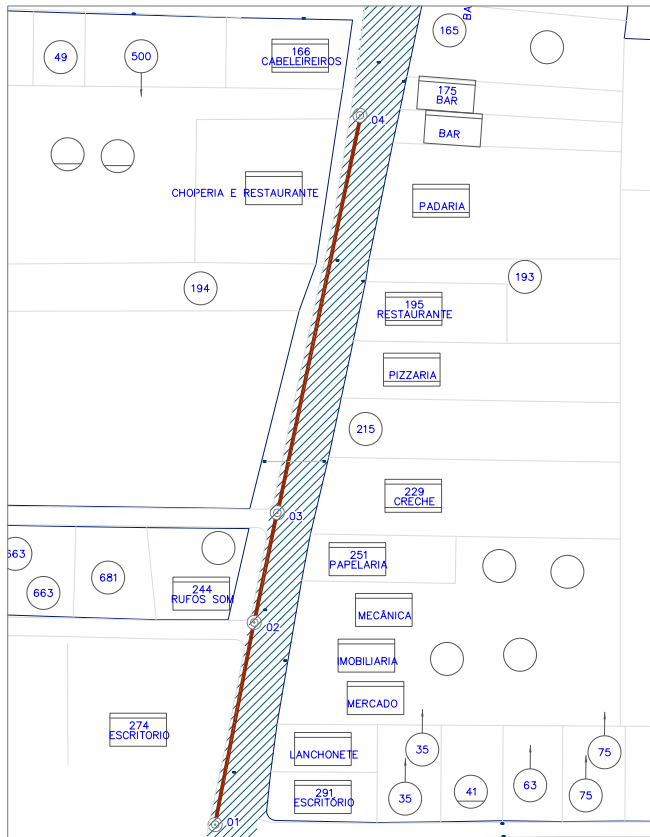 BA
165
166
CABELEIREIROS
49
500
175
BAR
04
BAR
CHOPERIA E RESTAURANTE
PADARIA
193
194
195
RESTAURANTE
PIZZARIA
215
229
CRECHE
03
663
251
PAPELARIA
681
663
244
RUFOS SOM
MECÂNICA
02
IMOBILIARIA
MERCADO
274
ESCRITORIO
LANCHONETE
35
75
63
291
ESCRITÓRIO
35
41
75
01